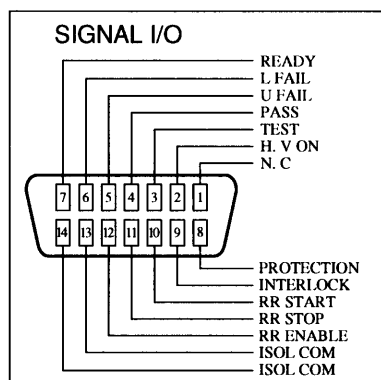 SIGNAL I/O
READY
L FAIL
U FAIL
PASS
TEST
H. V ON
N. C
7 6 5 4 3 2 1
14 13 12 11 10 9 8
PROTECTION
INTERLOCK
RR START
RR STOP
RR ENABLE
ISOL COM
ISOL COM